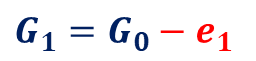 G₁ = G₀ − e₁